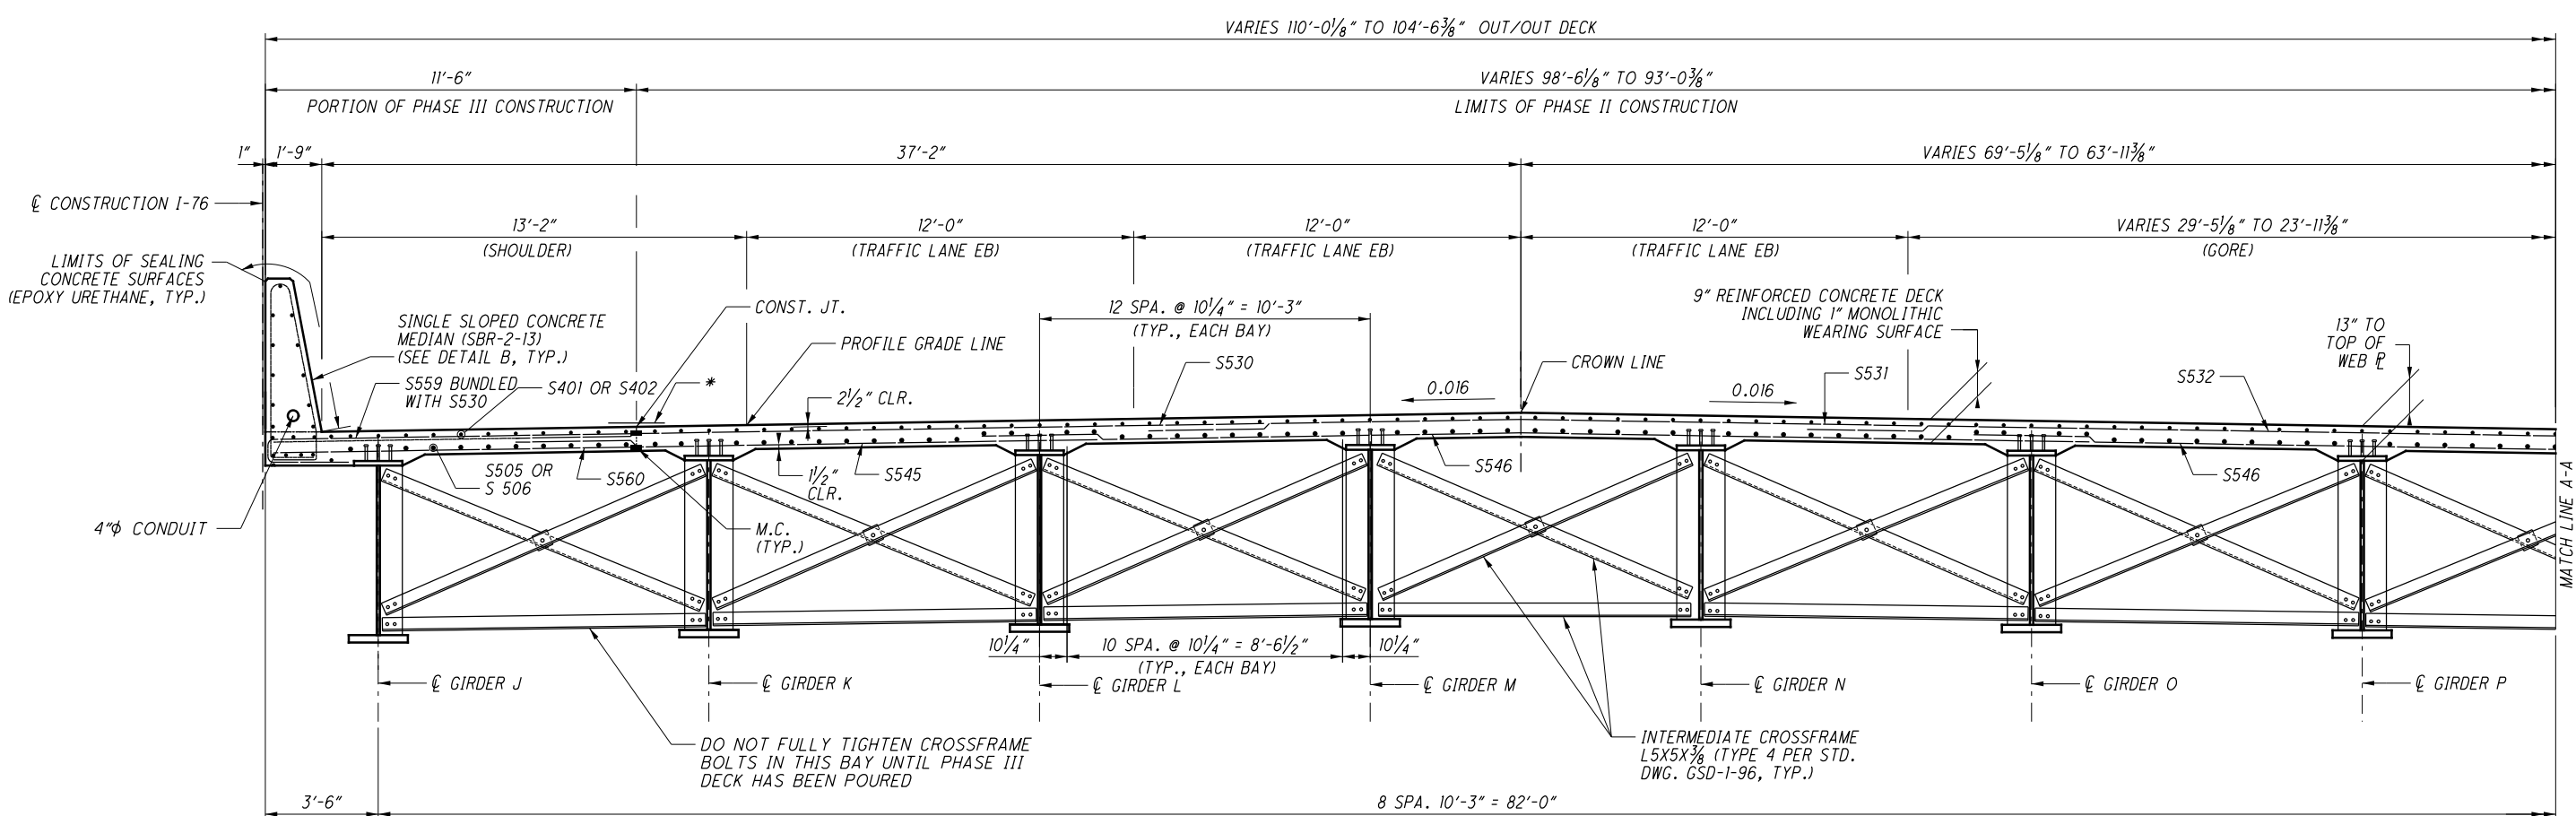 VARIES 110'-0⅛" TO 104'-6⅜" OUT/OUT DECK
11'-6"
VARIES 98'-6⅛" TO 93'-0⅜"
PORTION OF PHASE III CONSTRUCTION
LIMITS OF PHASE II CONSTRUCTION
1"
1'-9"
37'-2"
VARIES 69'-5⅛" TO 63'-11⅜"
℄ CONSTRUCTION I-76
13'-2"
(SHOULDER)
12'-0"
(TRAFFIC LANE EB)
12'-0"
(TRAFFIC LANE EB)
12'-0"
(TRAFFIC LANE EB)
VARIES 29'-5⅛" TO 23'-11⅜"
(GORE)
LIMITS OF SEALING
CONCRETE SURFACES
(EPOXY URETHANE, TYP.)
SINGLE SLOPED CONCRETE
MEDIAN (SBR-2-13)
(SEE DETAIL B, TYP.)
CONST. JT.
12 SPA. @ 10¼" = 10'-3"
(TYP., EACH BAY)
9" REINFORCED CONCRETE DECK
INCLUDING 1" MONOLITHIC
WEARING SURFACE
13" TO
TOP OF
WEB ⅊
PROFILE GRADE LINE
S530
CROWN LINE
S559 BUNDLED
WITH S530
S401 OR S402
*
2½" CLR.
0.016
0.016
S531
S532
S505 OR
S 506
S560
1½"
CLR.
S545
S546
S546
4"ϕ CONDUIT
M.C.
(TYP.)
MATCH LINE A-A
10¼"
10 SPA. @ 10¼" = 8'-6½"
(TYP., EACH BAY)
10¼"
℄ GIRDER J
℄ GIRDER K
℄ GIRDER L
℄ GIRDER M
℄ GIRDER N
℄ GIRDER O
℄ GIRDER P
DO NOT FULLY TIGHTEN CROSSFRAME
BOLTS IN THIS BAY UNTIL PHASE III
DECK HAS BEEN POURED
INTERMEDIATE CROSSFRAME
L5X5X⅜ (TYPE 4 PER STD.
DWG. GSD-1-96, TYP.)
3'-6"
8 SPA. 10'-3" = 82'-0"